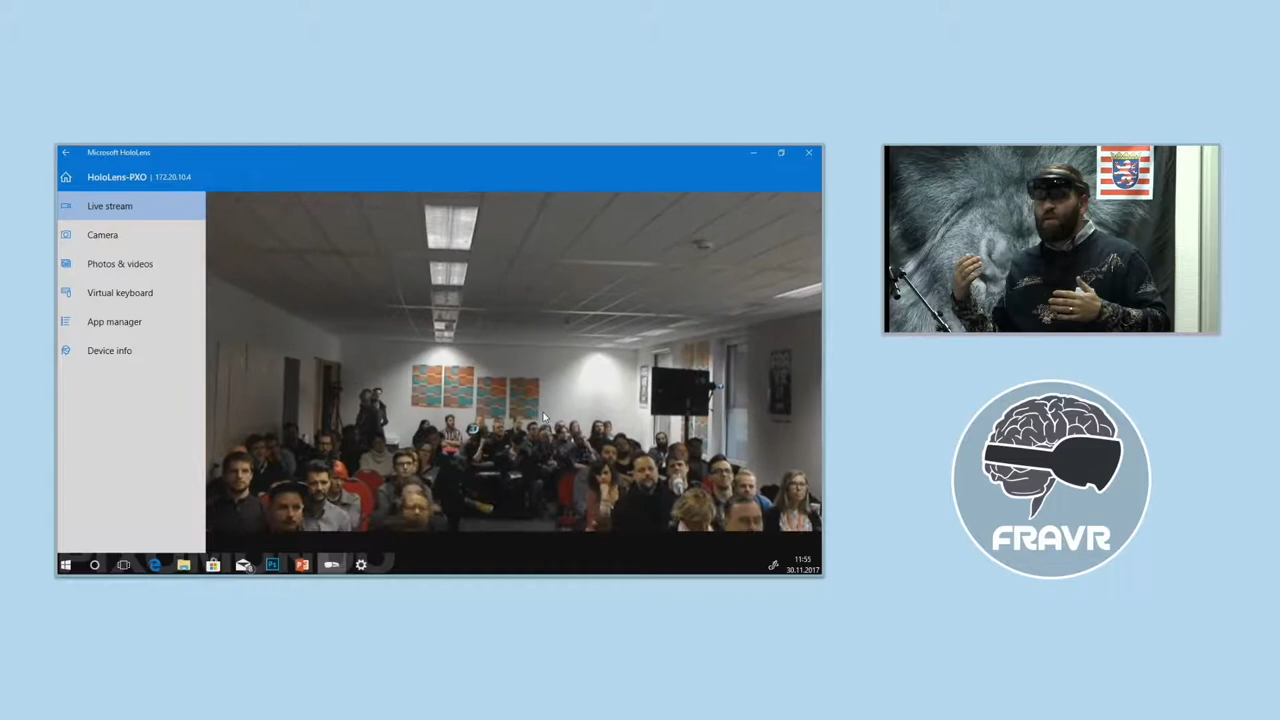 Microsoft HoloLens
HoloLens-PXO | 172.20.10.4
Live stream
Camera
Photos & videos
Virtual keyboard
App manager
Device info
11:55
30.11.2017
FRAVR